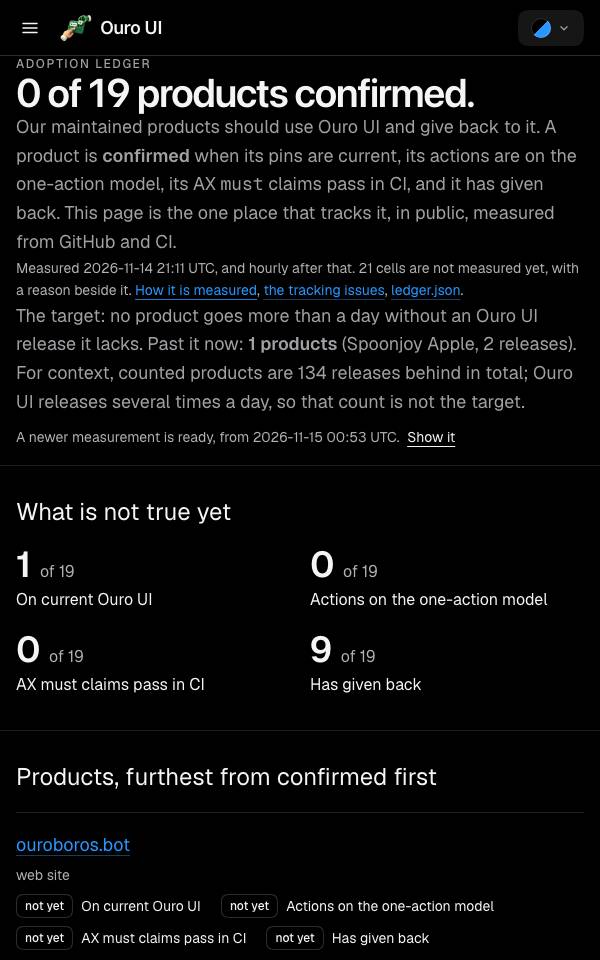 Ouro UI
ADOPTION LEDGER
0 of 19 products confirmed.
Our maintained products should use Ouro UI and give back to it. A
product is confirmed when its pins are current, its actions are on the
one-action model, its AX must claims pass in CI, and it has given
back. This page is the one place that tracks it, in public, measured
from GitHub and CI.
Measured 2026-11-14 21:11 UTC, and hourly after that. 21 cells are not measured yet, with
a reason beside it. How it is measured, the tracking issues, ledger.json.
The target: no product goes more than a day without an Ouro UI
release it lacks. Past it now: 1 products (Spoonjoy Apple, 2 releases).
For context, counted products are 134 releases behind in total; Ouro
UI releases several times a day, so that count is not the target.
A newer measurement is ready, from 2026-11-15 00:53 UTC. Show it
What is not true yet
1 of 19
On current Ouro UI
0 of 19
Actions on the one-action model
0 of 19
AX must claims pass in CI
9 of 19
Has given back
Products, furthest from confirmed first
ouroboros.bot
web site
not yet On current Ouro UI not yet Actions on the one-action model
not yet AX must claims pass in CI not yet Has given back